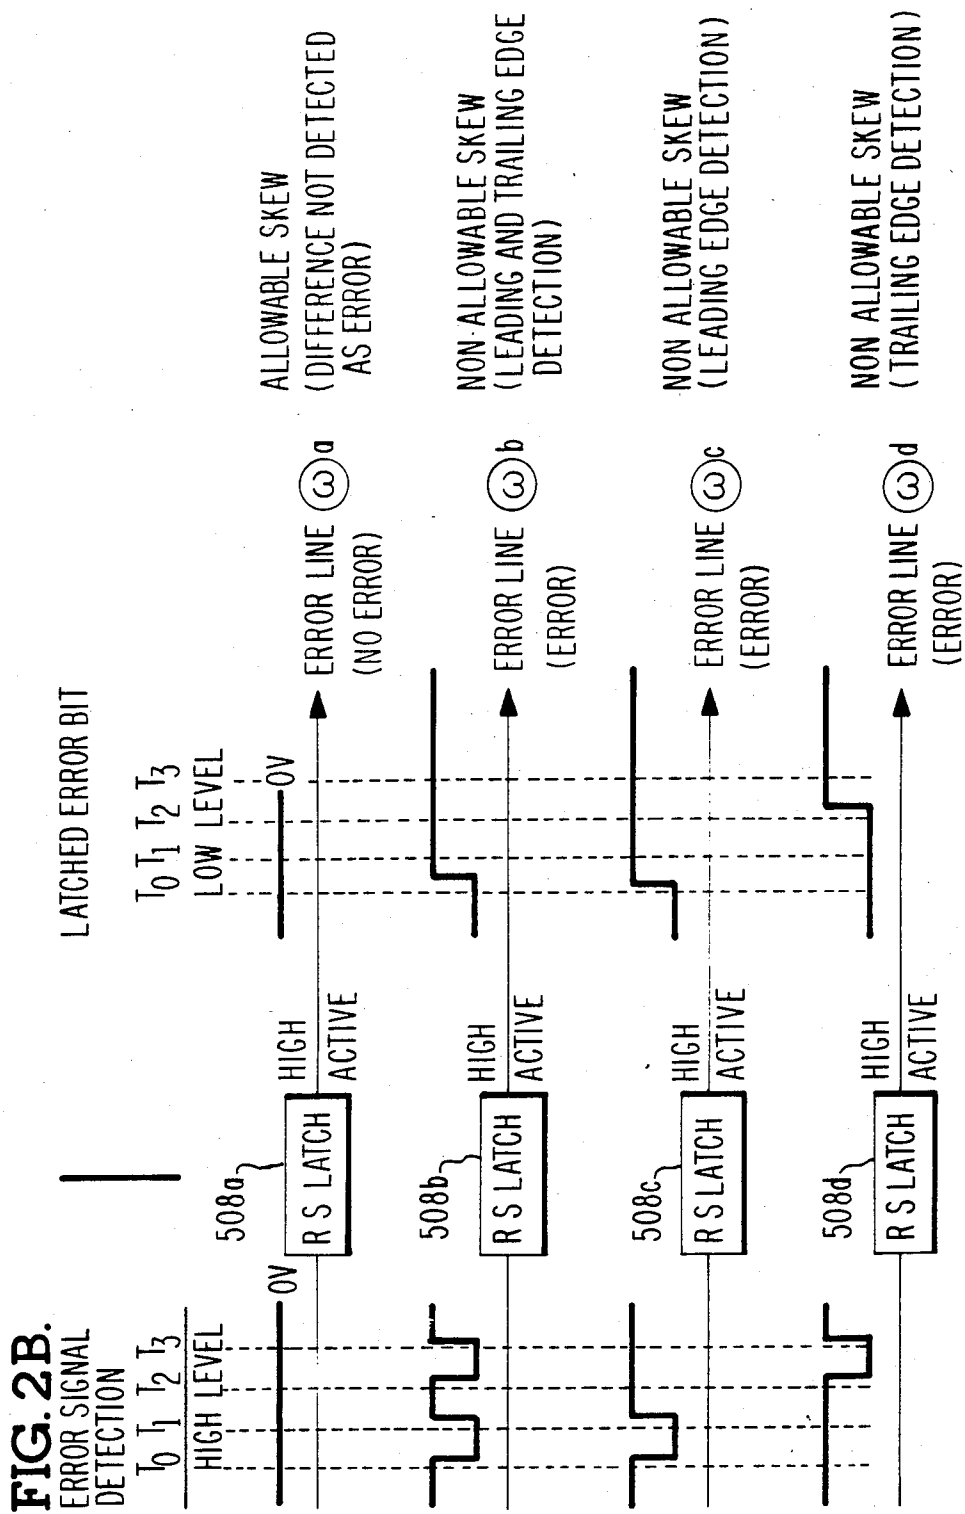 FIG. 2B.
ERROR SIGNAL
DETECTION
T0 T1 T2 T3
HIGH LEVEL
0V
508a
R S LATCH
HIGH
ACTIVE
LATCHED ERROR BIT
T0 T1 T2 T3
LOW LEVEL
0V
ERROR LINE ω a
(NO ERROR)
ALLOWABLE SKEW
(DIFFERENCE NOT DETECTED
AS ERROR)
508b
R S LATCH
HIGH
ACTIVE
ERROR LINE ω b
(ERROR)
NON-ALLOWABLE SKEW
(LEADING AND TRAILING EDGE
DETECTION)
508c
R S LATCH
HIGH
ACTIVE
ERROR LINE ω c
(ERROR)
NON ALLOWABLE SKEW
(LEADING EDGE DETECTION)
508d
R S LATCH
HIGH
ACTIVE
ERROR LINE ω d
(ERROR)
NON ALLOWABLE SKEW
(TRAILING EDGE DETECTION)